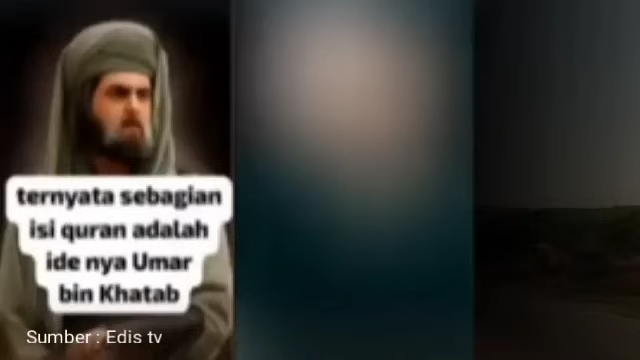 ternyata sebagian
isi quran adalah
ide nya Umar
bin Khatab
Sumber : Edis tv